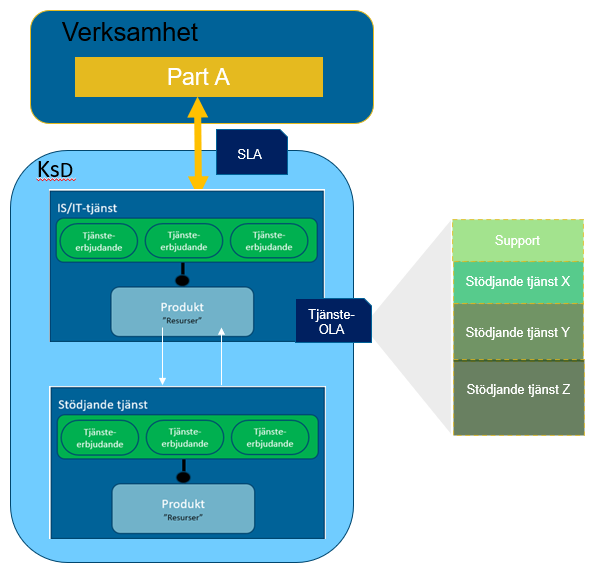 Verksamhet
Part A
SLA
KsD
IS/IT-tjänst
Tjänste-
erbjudande
Tjänste-
erbjudande
Tjänste-
erbjudande
Produkt
"Resurser"
Tjänste-
OLA
Support
Stödjande tjänst X
Stödjande tjänst Y
Stödjande tjänst Z
Stödjande tjänst
Tjänste-
erbjudande
Tjänste-
erbjudande
Tjänste-
erbjudande
Produkt
"Resurser"